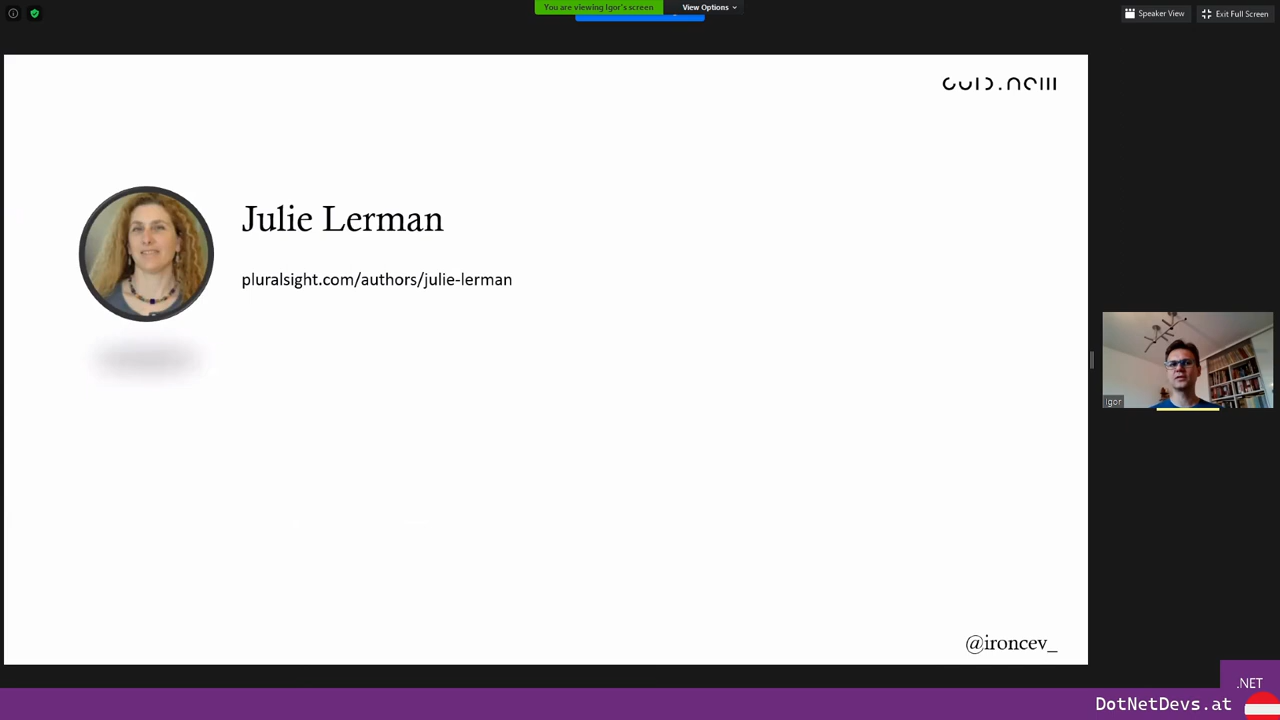 You are viewing Igor's screen
View Options
Speaker View
Exit Full Screen
Julie Lerman
pluralsight.com/authors/julie-lerman
Igor
@ironcev_
.NET
DotNetDevs.at